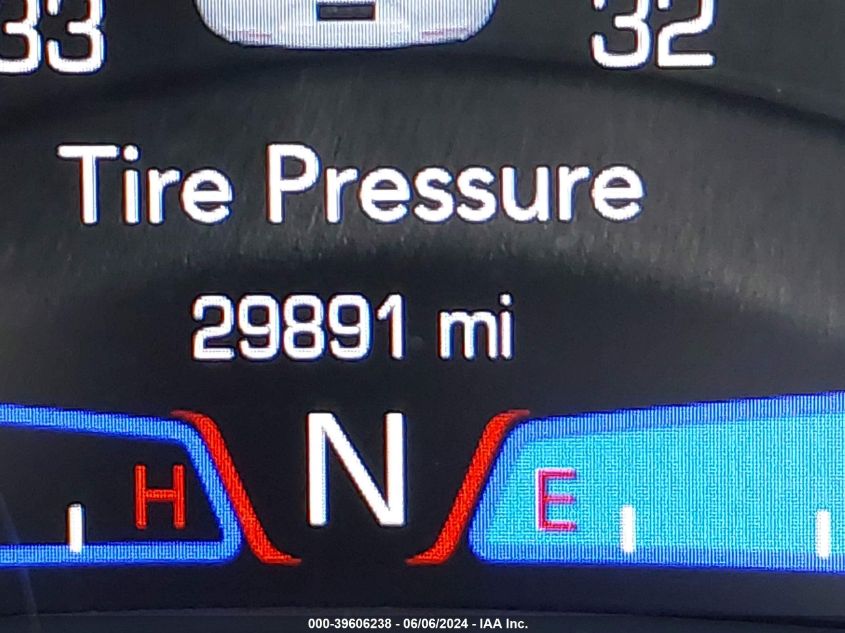 33 32
Tire Pressure
29891 mi
N
H E
000-39606238 - 06/06/2024 - IAA Inc.